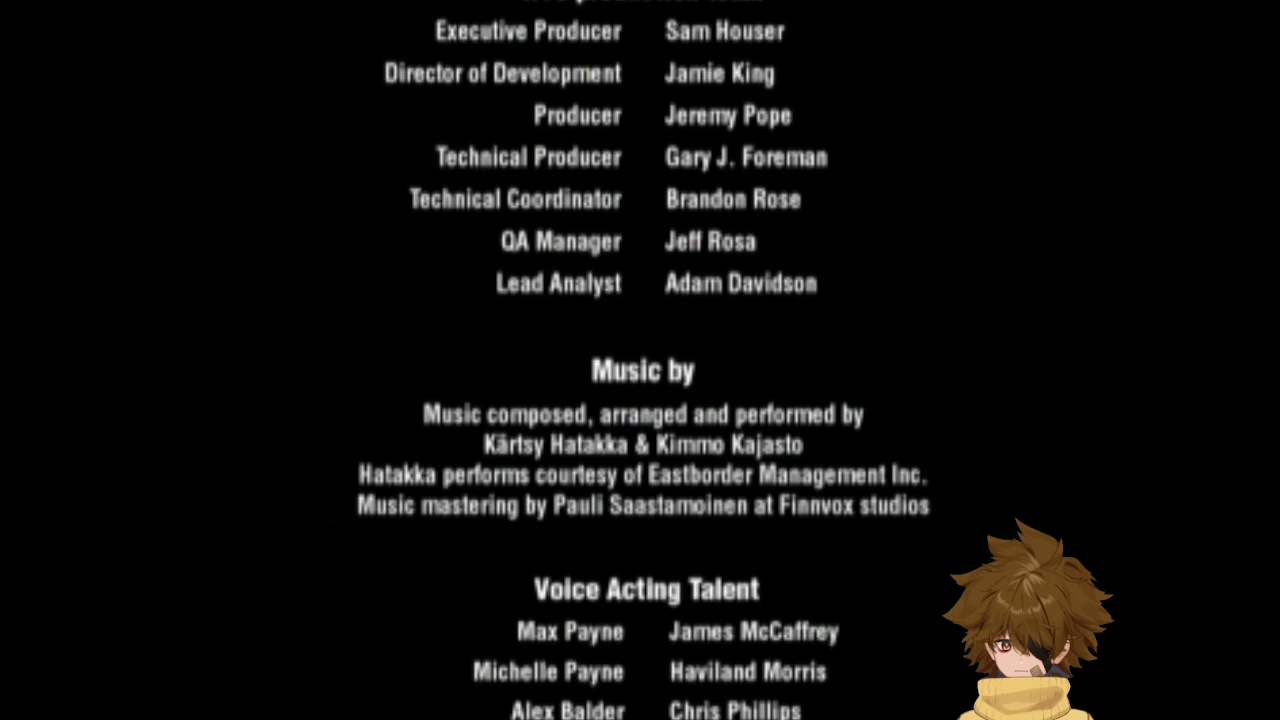 Executive Producer Sam Houser
Director of Development Jamie King
Producer Jeremy Pope
Technical Producer Gary J. Foreman
Technical Coordinator Brandon Rose
QA Manager Jeff Rosa
Lead Analyst Adam Davidson
Music by
Music composed, arranged and performed by
Kärtsy Hatakka & Kimmo Kajasto
Hatakka performs courtesy of Eastborder Management Inc.
Music mastering by Pauli Saastamoinen at Finnvox studios
Voice Acting Talent
Max Payne James McCaffrey
Michelle Payne Haviland Morris
Alex Balder Chris Phillips